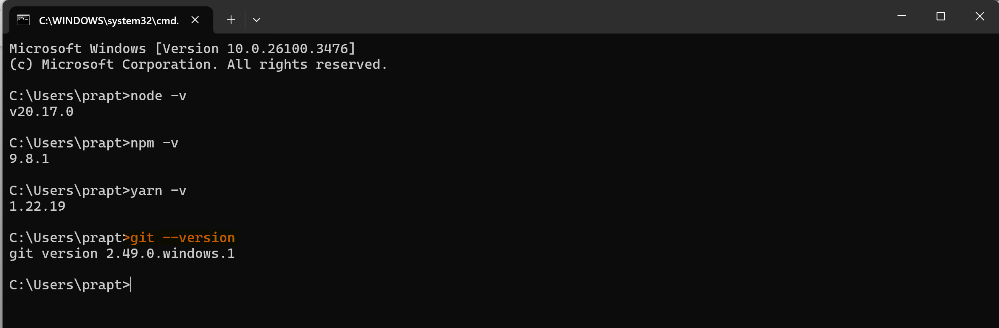 C:\WINDOWS\system32\cmd.
Microsoft Windows [Version 10.0.26100.3476]
(c) Microsoft Corporation. All rights reserved.
C:\Users\prapt>node -v
v20.17.0
C:\Users\prapt>npm -v
9.8.1
C:\Users\prapt>yarn -v
1.22.19
C:\Users\prapt>git --version
git version 2.49.0.windows.1
C:\Users\prapt>